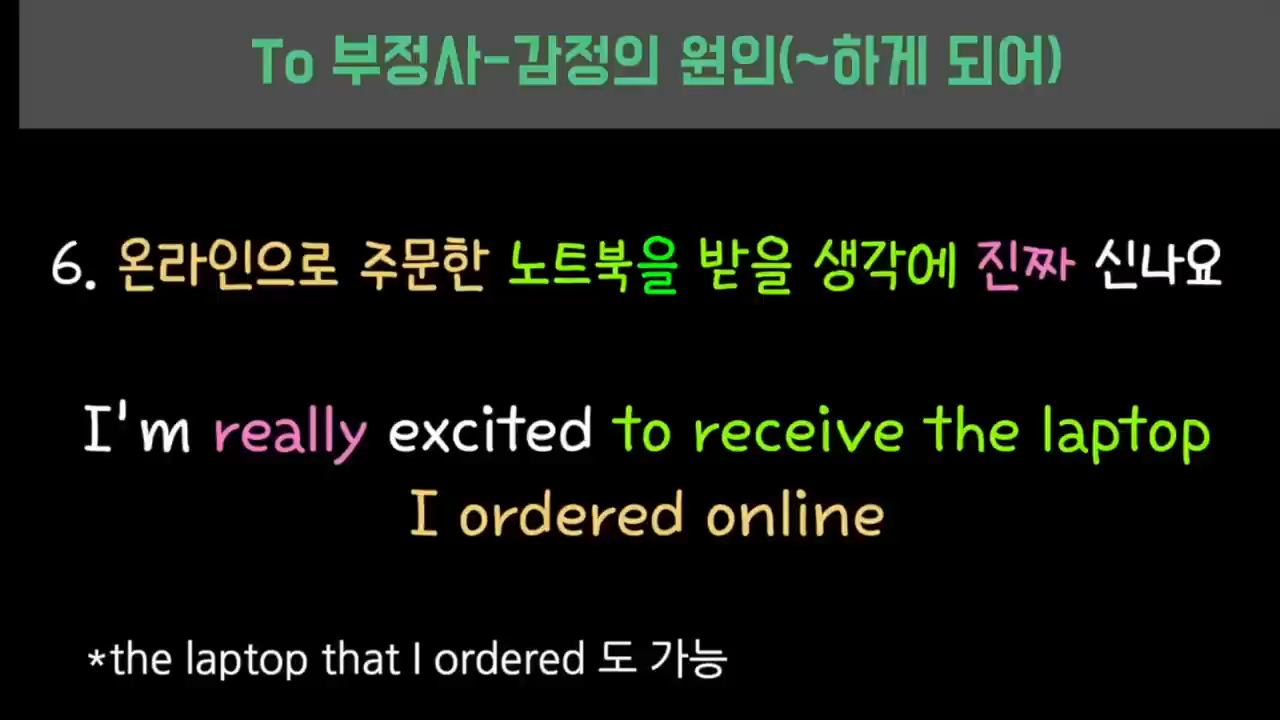 To 부정사-감정의 원인(~하게 되어)
6. 온라인으로 주문한 노트북을 받을 생각에 진짜 신나요
I'm really excited to receive the laptop
I ordered online
*the laptop that I ordered 도 가능